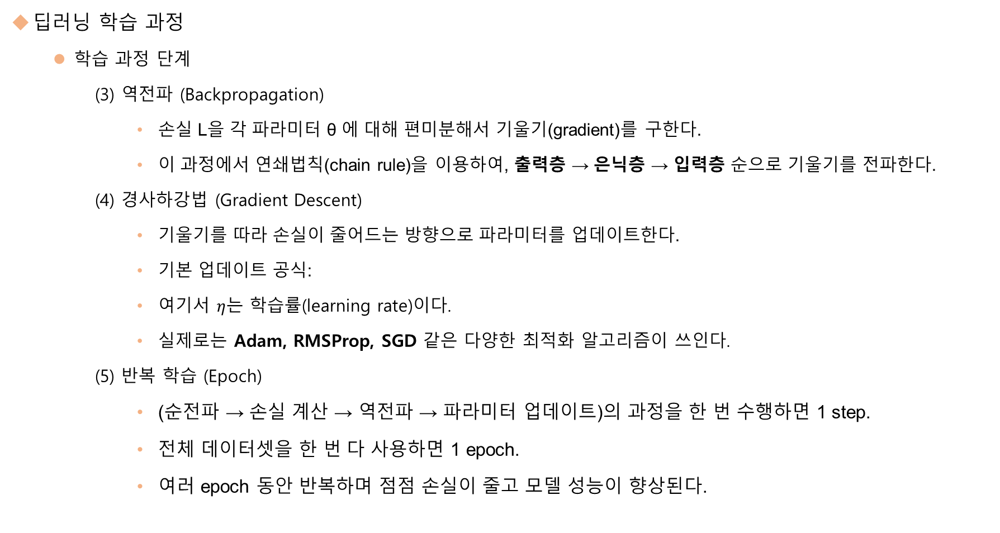 딥러닝 학습 과정
학습 과정 단계
(3) 역전파 (Backpropagation)
손실 L을 각 파라미터 θ 에 대해 편미분해서 기울기(gradient)를 구한다.
이 과정에서 연쇄법칙(chain rule)을 이용하여, 출력층 → 은닉층 → 입력층 순으로 기울기를 전파한다.
(4) 경사하강법 (Gradient Descent)
기울기를 따라 손실이 줄어드는 방향으로 파라미터를 업데이트한다.
기본 업데이트 공식:
여기서 η는 학습률(learning rate)이다.
실제로는 Adam, RMSProp, SGD 같은 다양한 최적화 알고리즘이 쓰인다.
(5) 반복 학습 (Epoch)
(순전파 → 손실 계산 → 역전파 → 파라미터 업데이트)의 과정을 한 번 수행하면 1 step.
전체 데이터셋을 한 번 다 사용하면 1 epoch.
여러 epoch 동안 반복하며 점점 손실이 줄고 모델 성능이 향상된다.